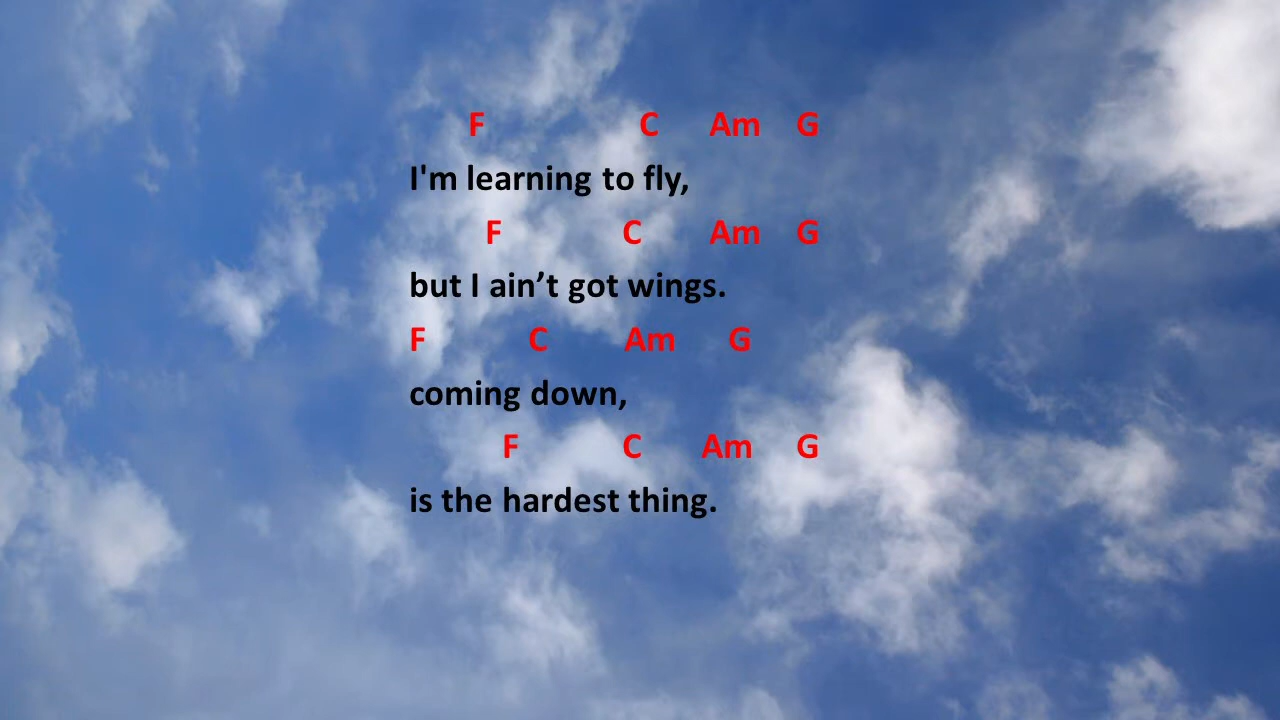 F C Am G
I'm learning to fly,
F C Am G
but I ain’t got wings.
F C Am G
coming down,
F C Am G
is the hardest thing.